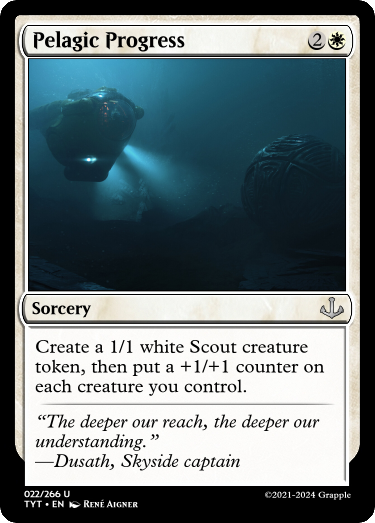 Pelagic Progress 2
Sorcery
Create a 1/1 white Scout creature
token, then put a +1/+1 counter on
each creature you control.
“The deeper our reach, the deeper our
understanding.”
—Dusath, Skyside captain
022/266 U
TYT • EN René Aigner
©2021-2024 Grapple